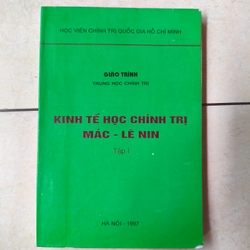 HỌC VIỆN CHÍNH TRỊ QUỐC GIA HỒ CHÍ MINH
GIÁO TRÌNH
TRUNG HỌC CHÍNH TRỊ
KINH TẾ HỌC CHÍNH TRỊ
MÁC - LÊ NIN
Tập I
HÀ NỘI - 1997